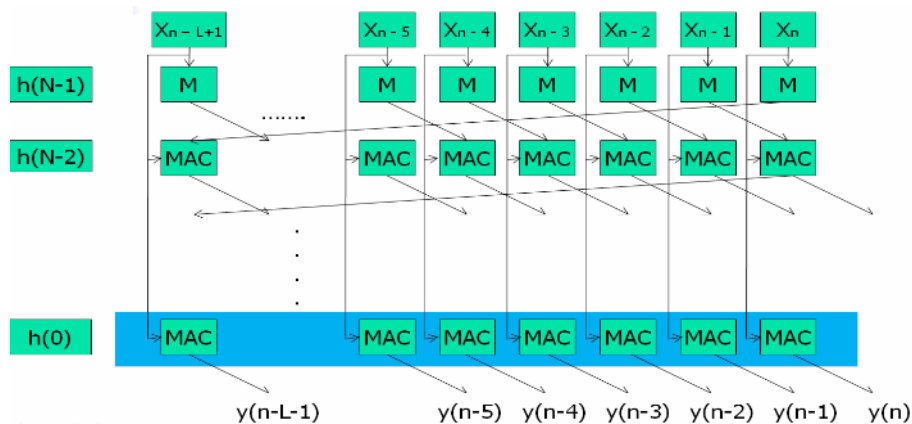 Xn - L+1 Xn - 5 Xn - 4 Xn - 3 Xn - 2 Xn - 1 Xn
h(N-1) M M M M M M M
.......
h(N-2) MAC MAC MAC MAC MAC MAC MAC
h(0) MAC MAC MAC MAC MAC MAC MAC
y(n-L-1) y(n-5) y(n-4) y(n-3) y(n-2) y(n-1) y(n)